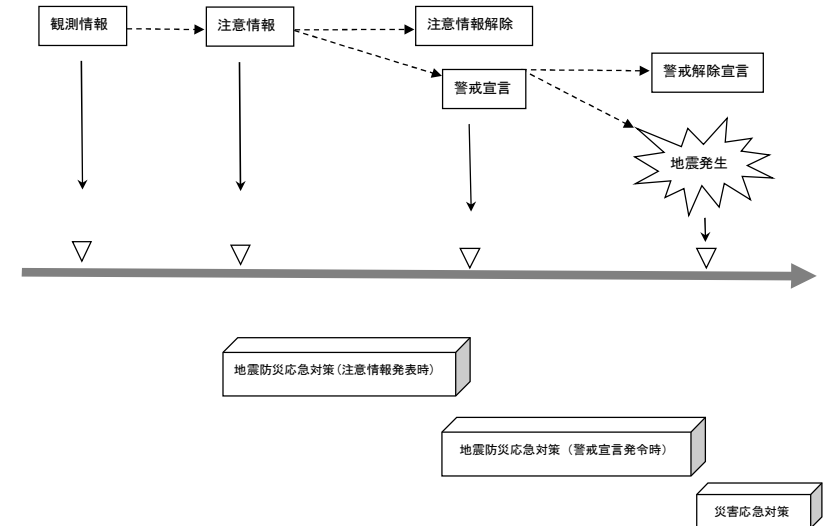 観測情報
注意情報
注意情報解除
警戒宣言
警戒解除宣言
地震発生
地震防災応急対策(注意情報発表時)
地震防災応急対策（警戒宣言発令時）
災害応急対策